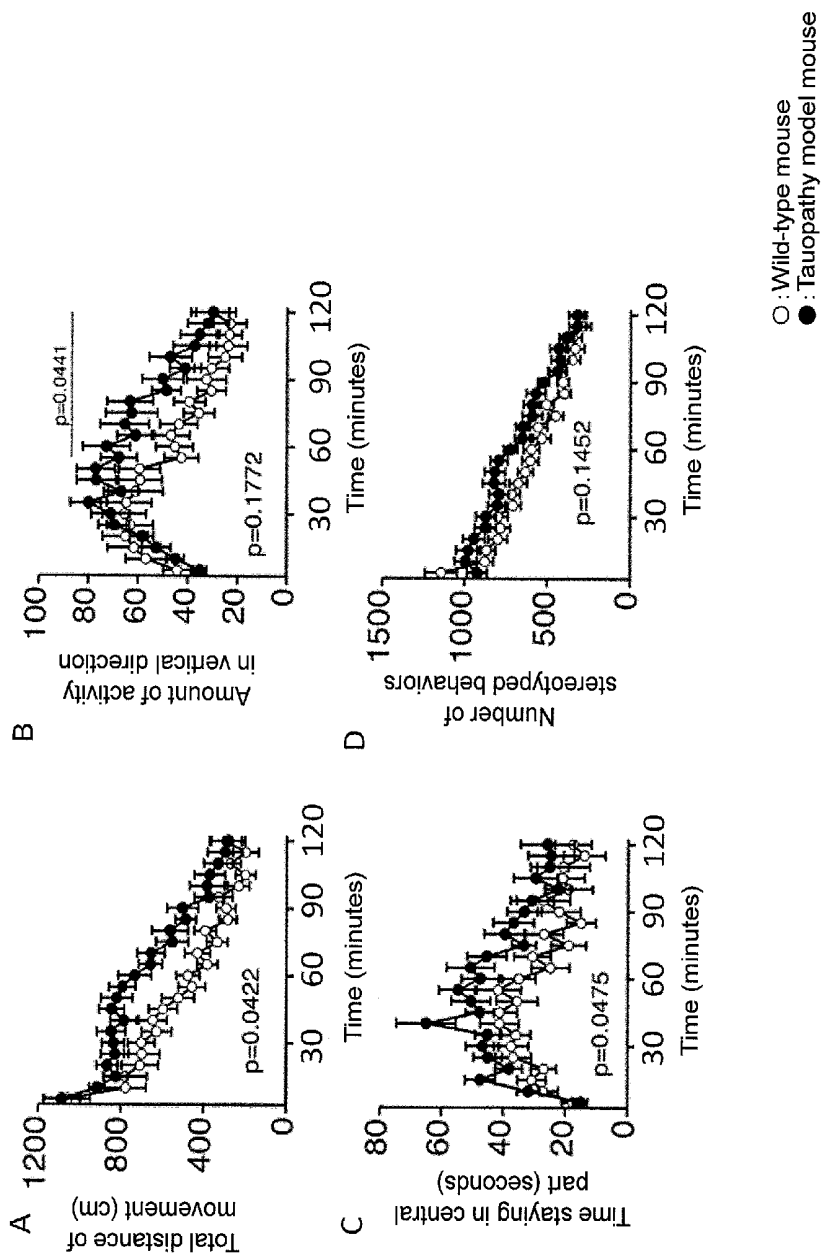 A
Total distance of
movement (cm)
1200
800
400
0
30
60
90
120
Time (minutes)
p=0.0422
B
Amount of activity
in vertical direction
100
80
60
40
20
0
30
60
90
120
Time (minutes)
p=0.0441
p=0.1772
C
Time staying in central
part (seconds)
80
60
40
20
0
30
60
90
120
Time (minutes)
p=0.0475
D
Number of
stereotyped behaviors
1500
1000
500
0
30
60
90
120
Time (minutes)
p=0.1452
○ : Wild-type mouse
● : Tauopathy model mouse